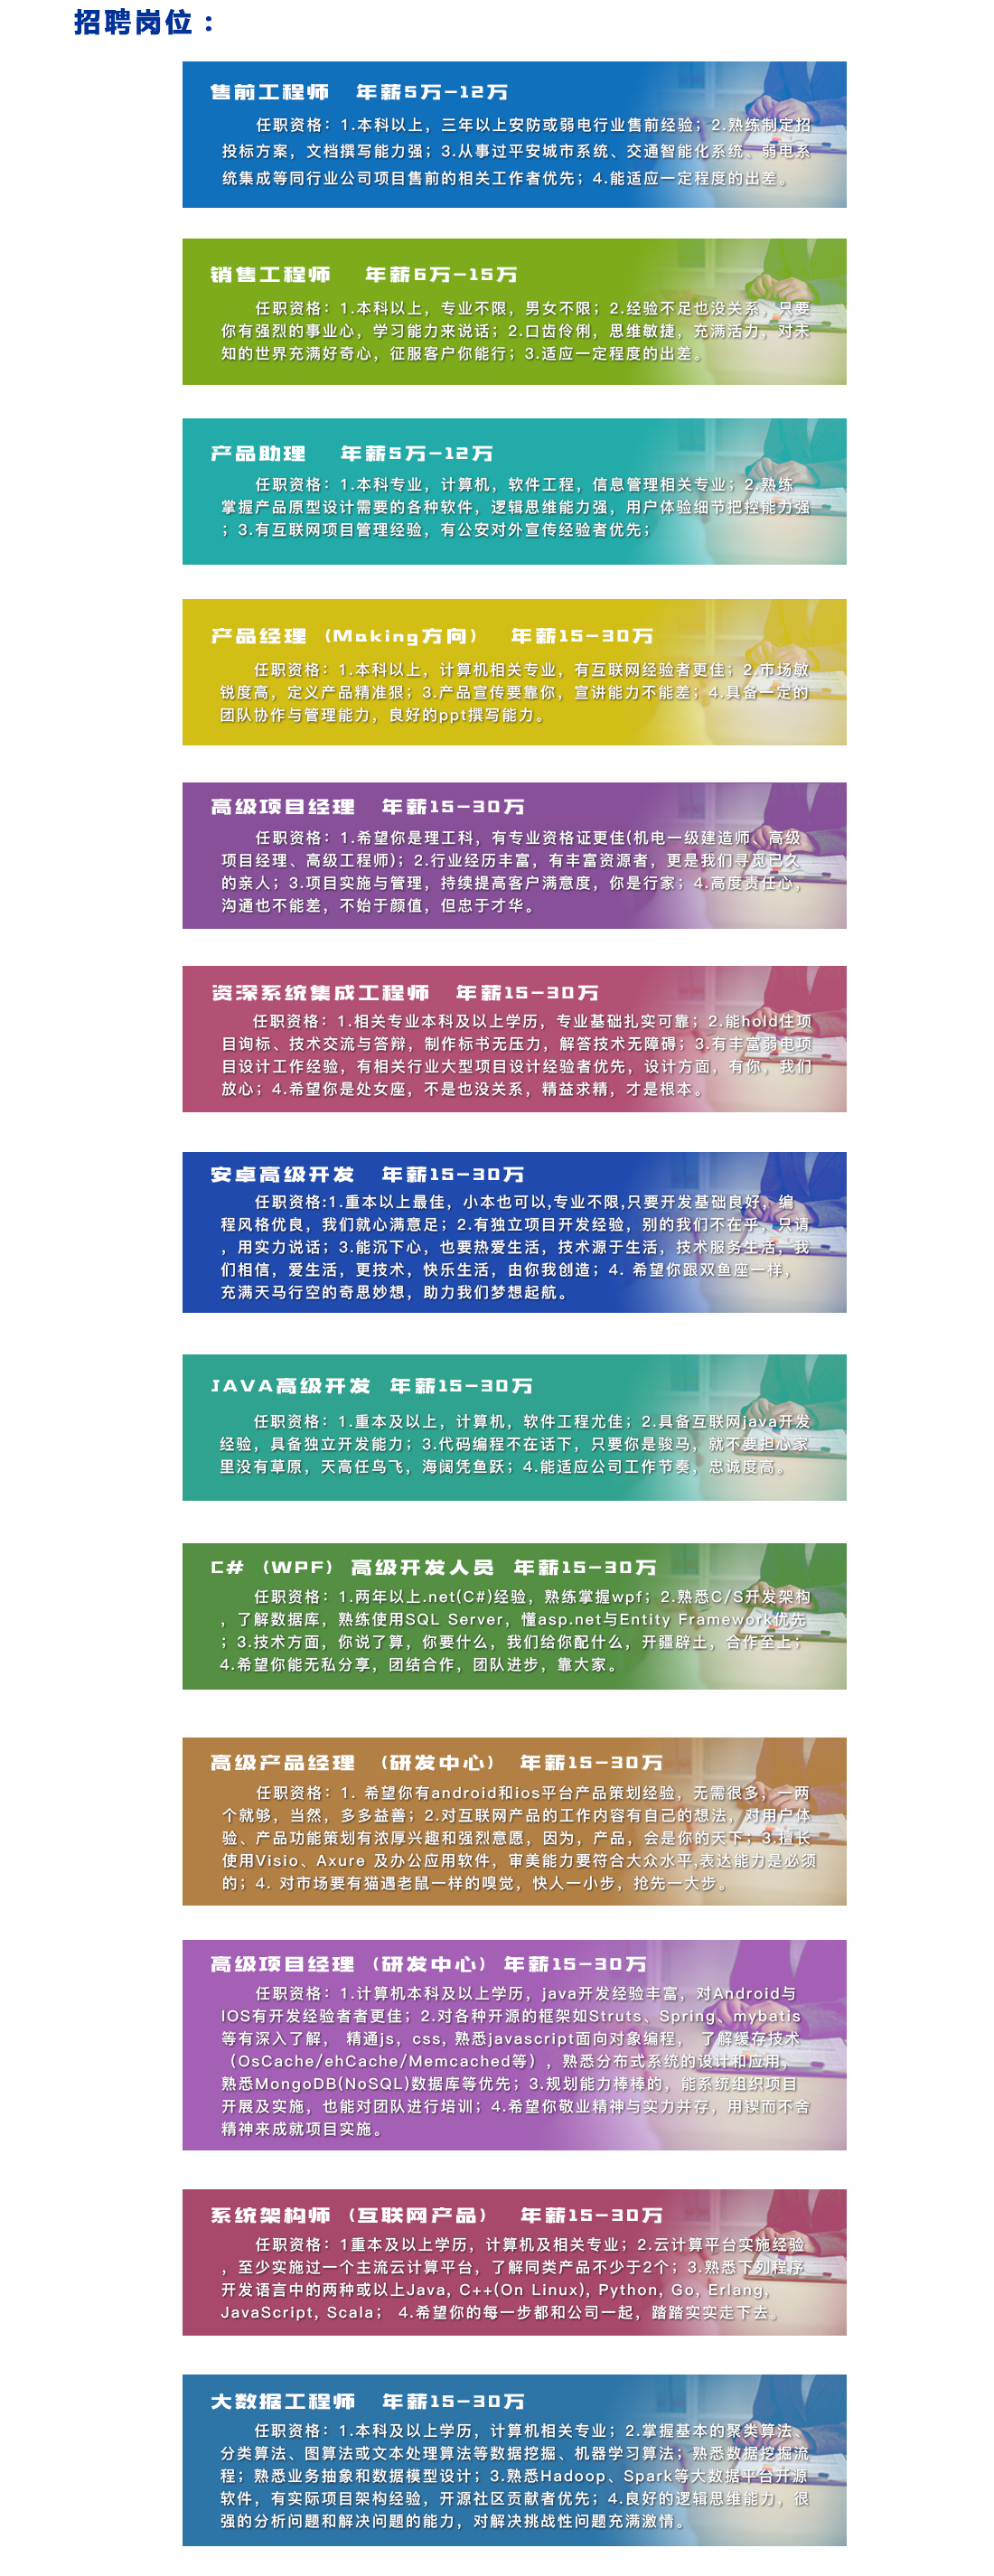 招聘岗位：
售前工程师 年薪5万-12万
任职资格：1.本科以上，三年以上安防或弱电行业售前经验；2.熟练制定招
投标方案，文档撰写能力强；3.从事过平安城市系统、交通智能化系统、弱电系
统集成等同行业公司项目售前的相关工作者优先；4.能适应一定程度的出差。
销售工程师 年薪6万-15万
任职资格：1.本科以上，专业不限，男女不限；2.经验不足也没关系，只要
你有强烈的事业心，学习能力来说话；2.口齿伶俐，思维敏捷，充满活力，对未
知的世界充满好奇心，征服客户你能行；3.适应一定程度的出差。
产品助理 年薪5万-12万
任职资格：1.本科专业，计算机，软件工程，信息管理相关专业；2.熟练
掌握产品原型设计需要的各种软件，逻辑思维能力强，用户体验细节把控能力强
；3.有互联网项目管理经验，有公安对外宣传经验者优先；
产品经理（Making方向） 年薪15-30万
任职资格：1.本科以上，计算机相关专业，有互联网经验者更佳；2.市场敏
锐度高，定义产品精准狠；3.产品宣传要靠你，宣讲能力不能差；4.具备一定的
团队协作与管理能力，良好的ppt撰写能力。
高级项目经理 年薪15-30万
任职资格：1.希望你是理工科，有专业资格证更佳(机电一级建造师、高级
项目经理、高级工程师)；2.行业经历丰富，有丰富资源者，更是我们寻觅已久
的亲人；3.项目实施与管理，持续提高客户满意度，你是行家；4.高度责任心，
沟通也不能差，不始于颜值，但忠于才华。
资深系统集成工程师 年薪15-30万
任职资格：1.相关专业本科及以上学历，专业基础扎实可靠；2.能hold住项
目询标、技术交流与答辩，制作标书无压力，解答技术无障碍；3.有丰富弱电项
目设计工作经验，有相关行业大型项目设计经验者优先，设计方面，有你，我们
放心；4.希望你是处女座，不是也没关系，精益求精，才是根本。
安卓高级开发 年薪15-30万
任职资格:1.重本以上最佳，小本也可以,专业不限,只要开发基础良好，编
程风格优良，我们就心满意足；2.有独立项目开发经验，别的我们不在乎，只请
，用实力说话；3.能沉下心，也要热爱生活，技术源于生活，技术服务生活，我
们相信，爱生活，更技术，快乐生活，由你我创造；4. 希望你跟双鱼座一样，
充满天马行空的奇思妙想，助力我们梦想起航。
JAVA高级开发 年薪15-30万
任职资格：1.重本及以上，计算机，软件工程尤佳；2.具备互联网java开发
经验，具备独立开发能力；3.代码编程不在话下，只要你是骏马，就不要担心家
里没有草原，天高任鸟飞，海阔凭鱼跃；4.能适应公司工作节奏，忠诚度高。
C#（WPF）高级开发人员 年薪15-30万
任职资格：1.两年以上.net(C#)经验，熟练掌握wpf；2.熟悉C/S开发架构
，了解数据库，熟练使用SQL Server，懂asp.net与Entity Framework优先
；3.技术方面，你说了算，你要什么，我们给你配什么，开疆辟土，合作至上；
4.希望你能无私分享，团结合作，团队进步，靠大家。
高级产品经理 （研发中心） 年薪15-30万
任职资格：1. 希望你有android和ios平台产品策划经验，无需很多，一两
个就够，当然，多多益善；2.对互联网产品的工作内容有自己的想法，对用户体
验、产品功能策划有浓厚兴趣和强烈意愿，因为，产品，会是你的天下；3.擅长
使用Visio、Axure 及办公应用软件，审美能力要符合大众水平,表达能力是必须
的；4. 对市场要有猫遇老鼠一样的嗅觉，快人一小步，抢先一大步。
高级项目经理（研发中心）年薪15-30万
任职资格：1.计算机本科及以上学历，java开发经验丰富，对Android与
IOS有开发经验者者更佳；2.对各种开源的框架如Struts、Spring、mybatis
等有深入了解， 精通js，css, 熟悉javascript面向对象编程， 了解缓存技术
（OsCache/ehCache/Memcached等），熟悉分布式系统的设计和应用，
熟悉MongoDB(NoSQL)数据库等优先；3.规划能力棒棒的，能系统组织项目
开展及实施，也能对团队进行培训；4.希望你敬业精神与实力并存，用锲而不舍
精神来成就项目实施。
系统架构师（互联网产品） 年薪15-30万
任职资格：1重本及以上学历，计算机及相关专业；2.云计算平台实施经验
，至少实施过一个主流云计算平台，了解同类产品不少于2个；3.熟悉下列程序
开发语言中的两种或以上Java, C++(On Linux), Python, Go, Erlang,
JavaScript, Scala； 4.希望你的每一步都和公司一起，踏踏实实走下去。
大数据工程师 年薪15-30万
任职资格：1.本科及以上学历，计算机相关专业；2.掌握基本的聚类算法、
分类算法、图算法或文本处理算法等数据挖掘、机器学习算法；熟悉数据挖掘流
程；熟悉业务抽象和数据模型设计；3.熟悉Hadoop、Spark等大数据平台开源
软件，有实际项目架构经验，开源社区贡献者优先；4.良好的逻辑思维能力，很
强的分析问题和解决问题的能力，对解决挑战性问题充满激情。